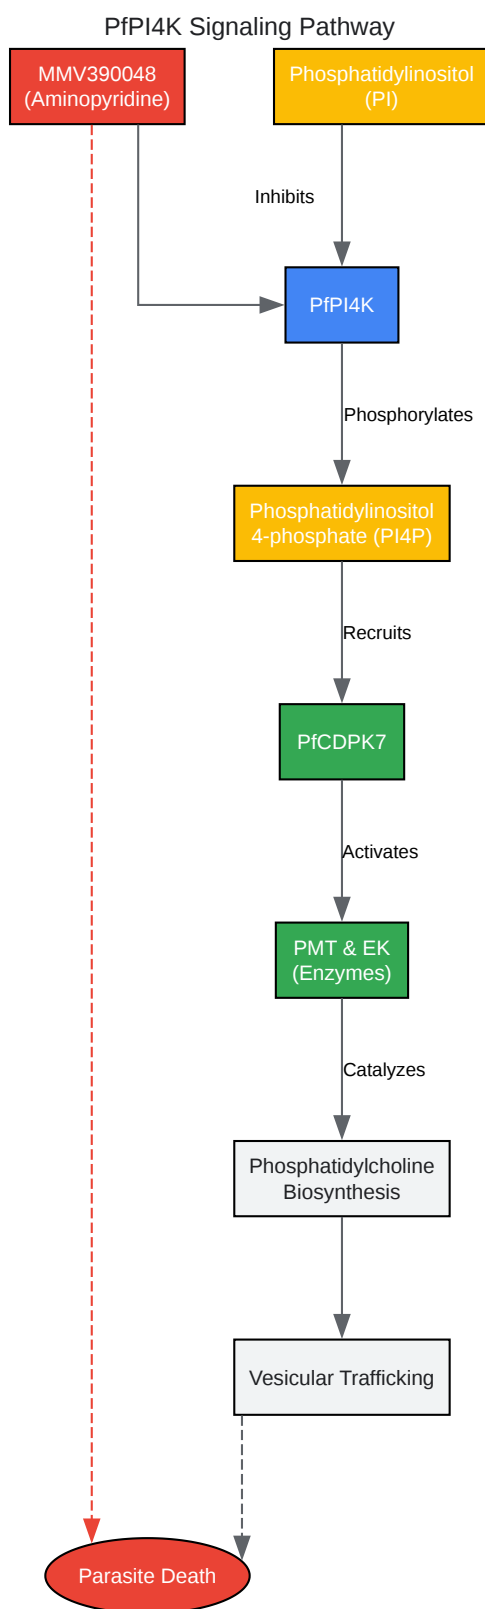 PfPI4K Signaling Pathway
MMV390048
(Aminopyridine)
Phosphatidylinositol
(PI)
Inhibits
PfPI4K
Phosphorylates
Phosphatidylinositol
4-phosphate (PI4P)
Recruits
PfCDPK7
Activates
PMT & EK
(Enzymes)
Catalyzes
Phosphatidylcholine
Biosynthesis
Vesicular Trafficking
Parasite Death